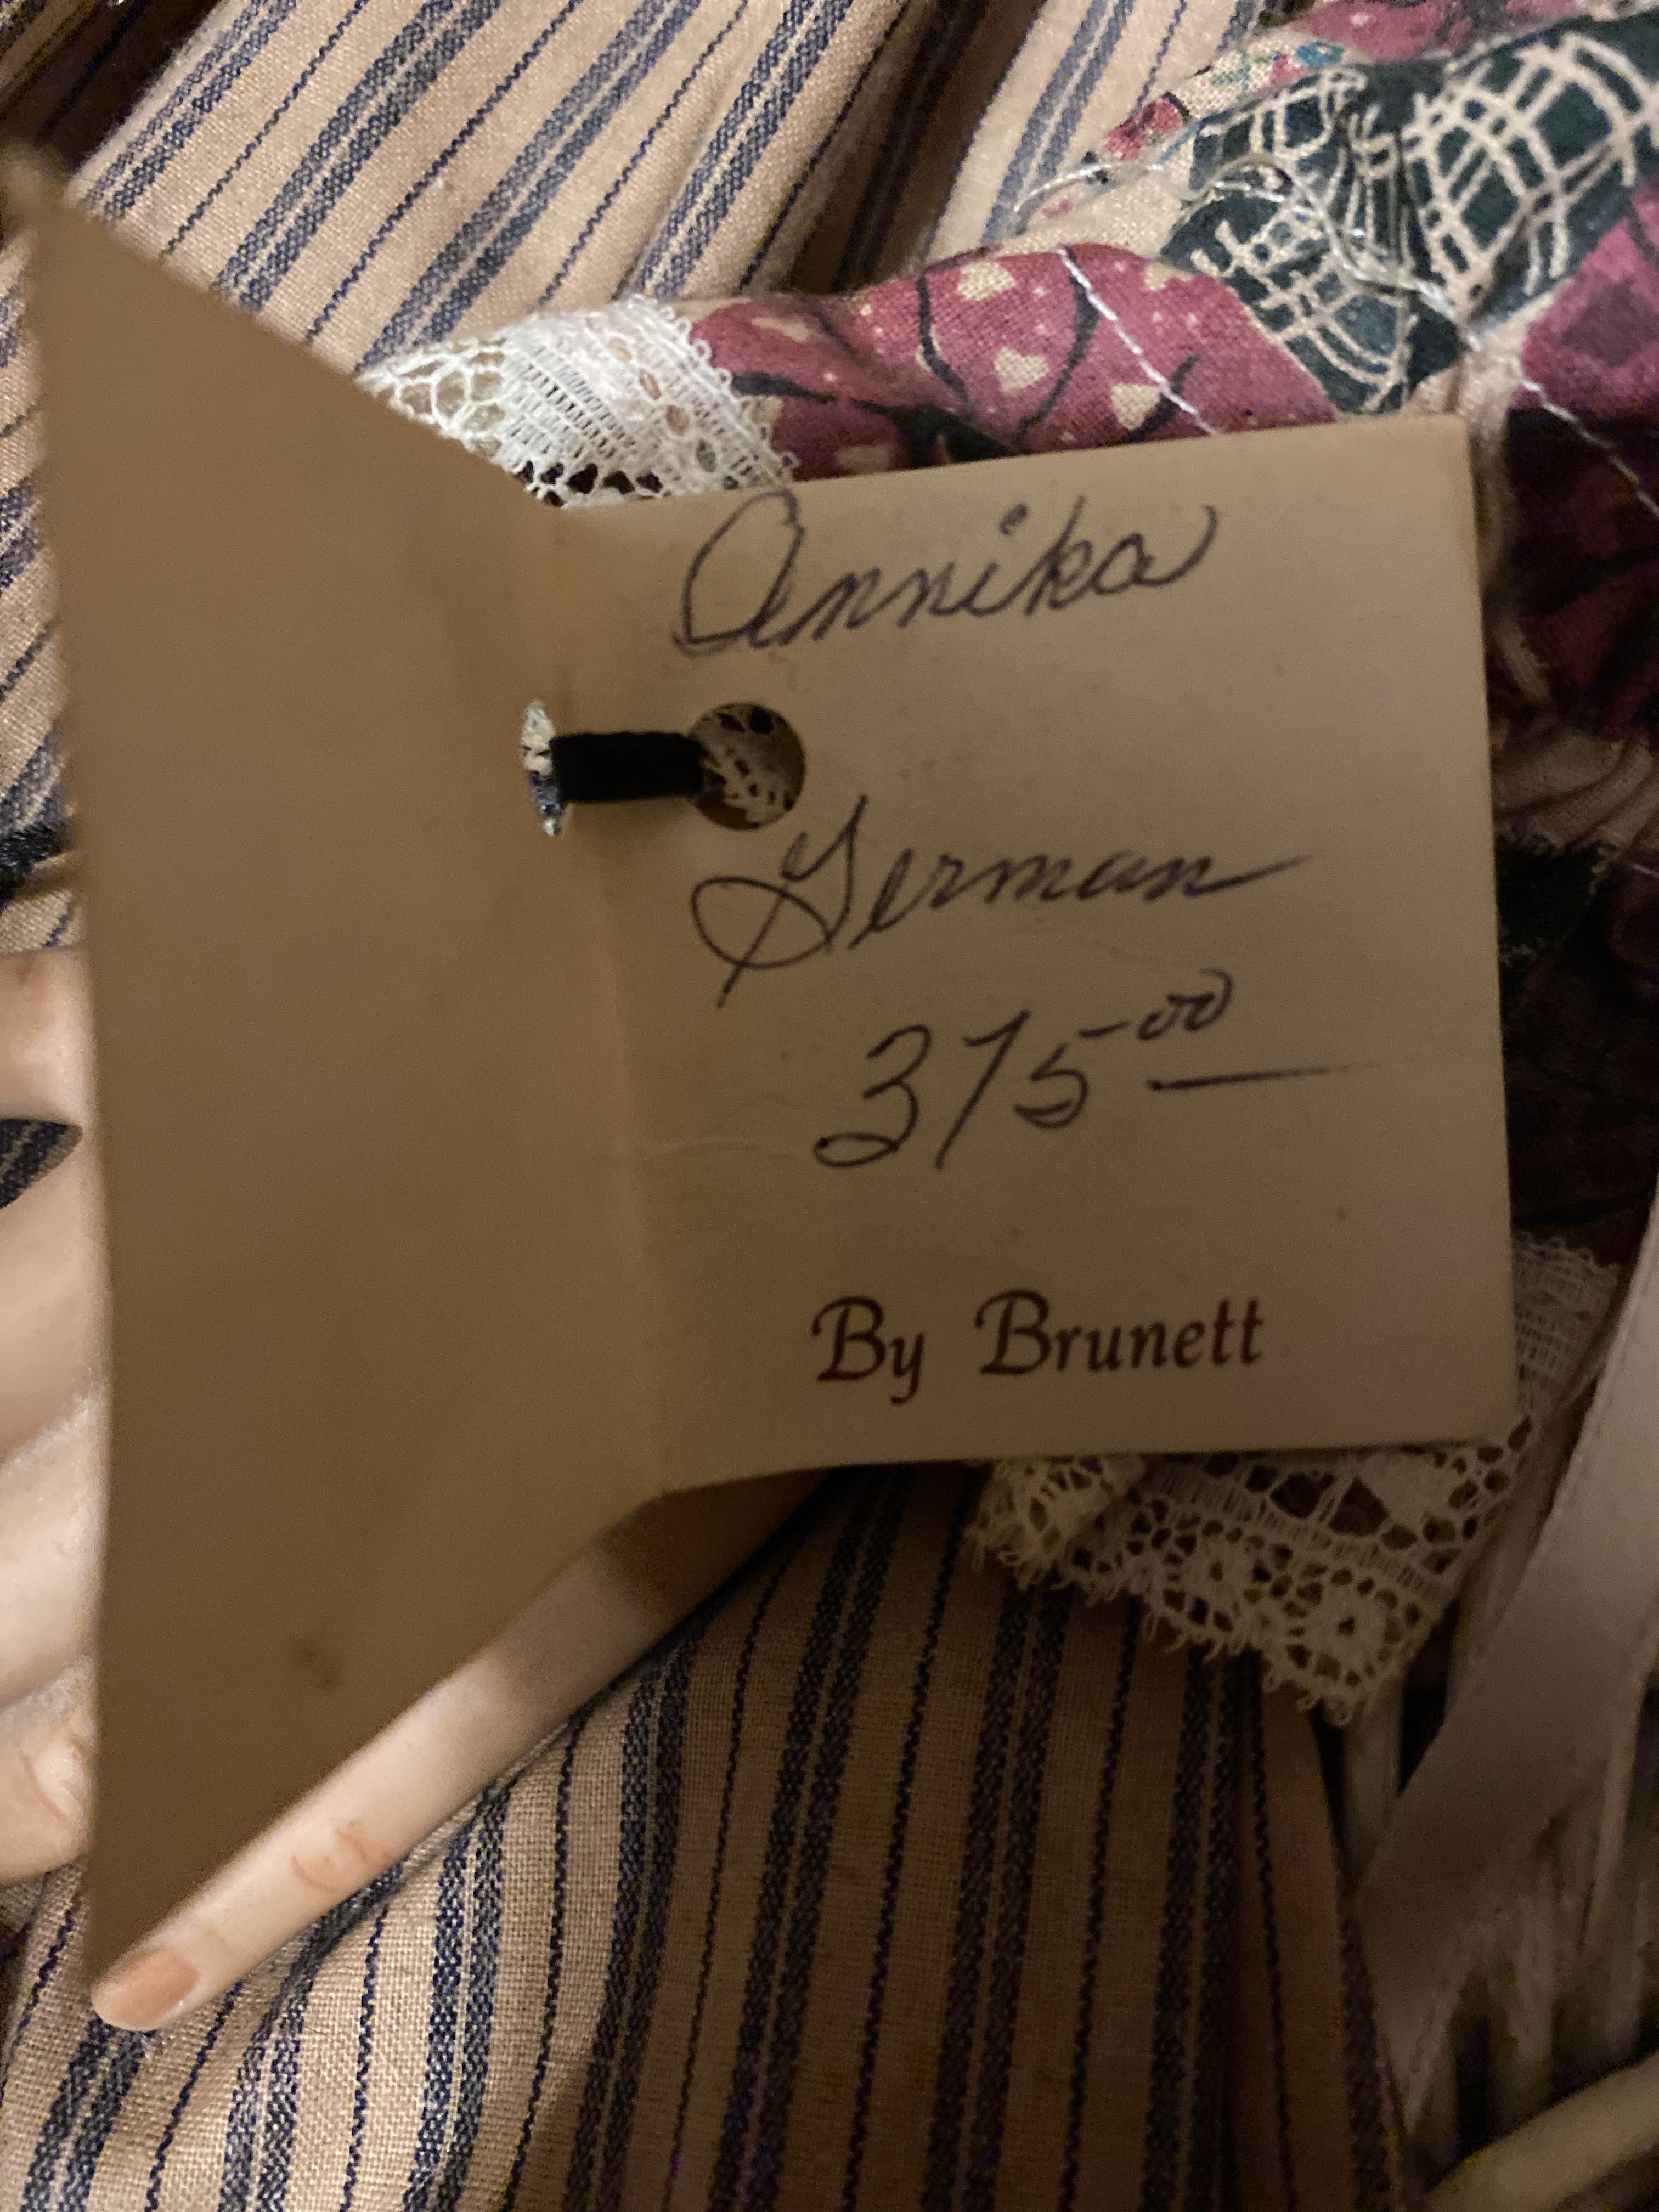 Annika
German
375-00
By Brunett